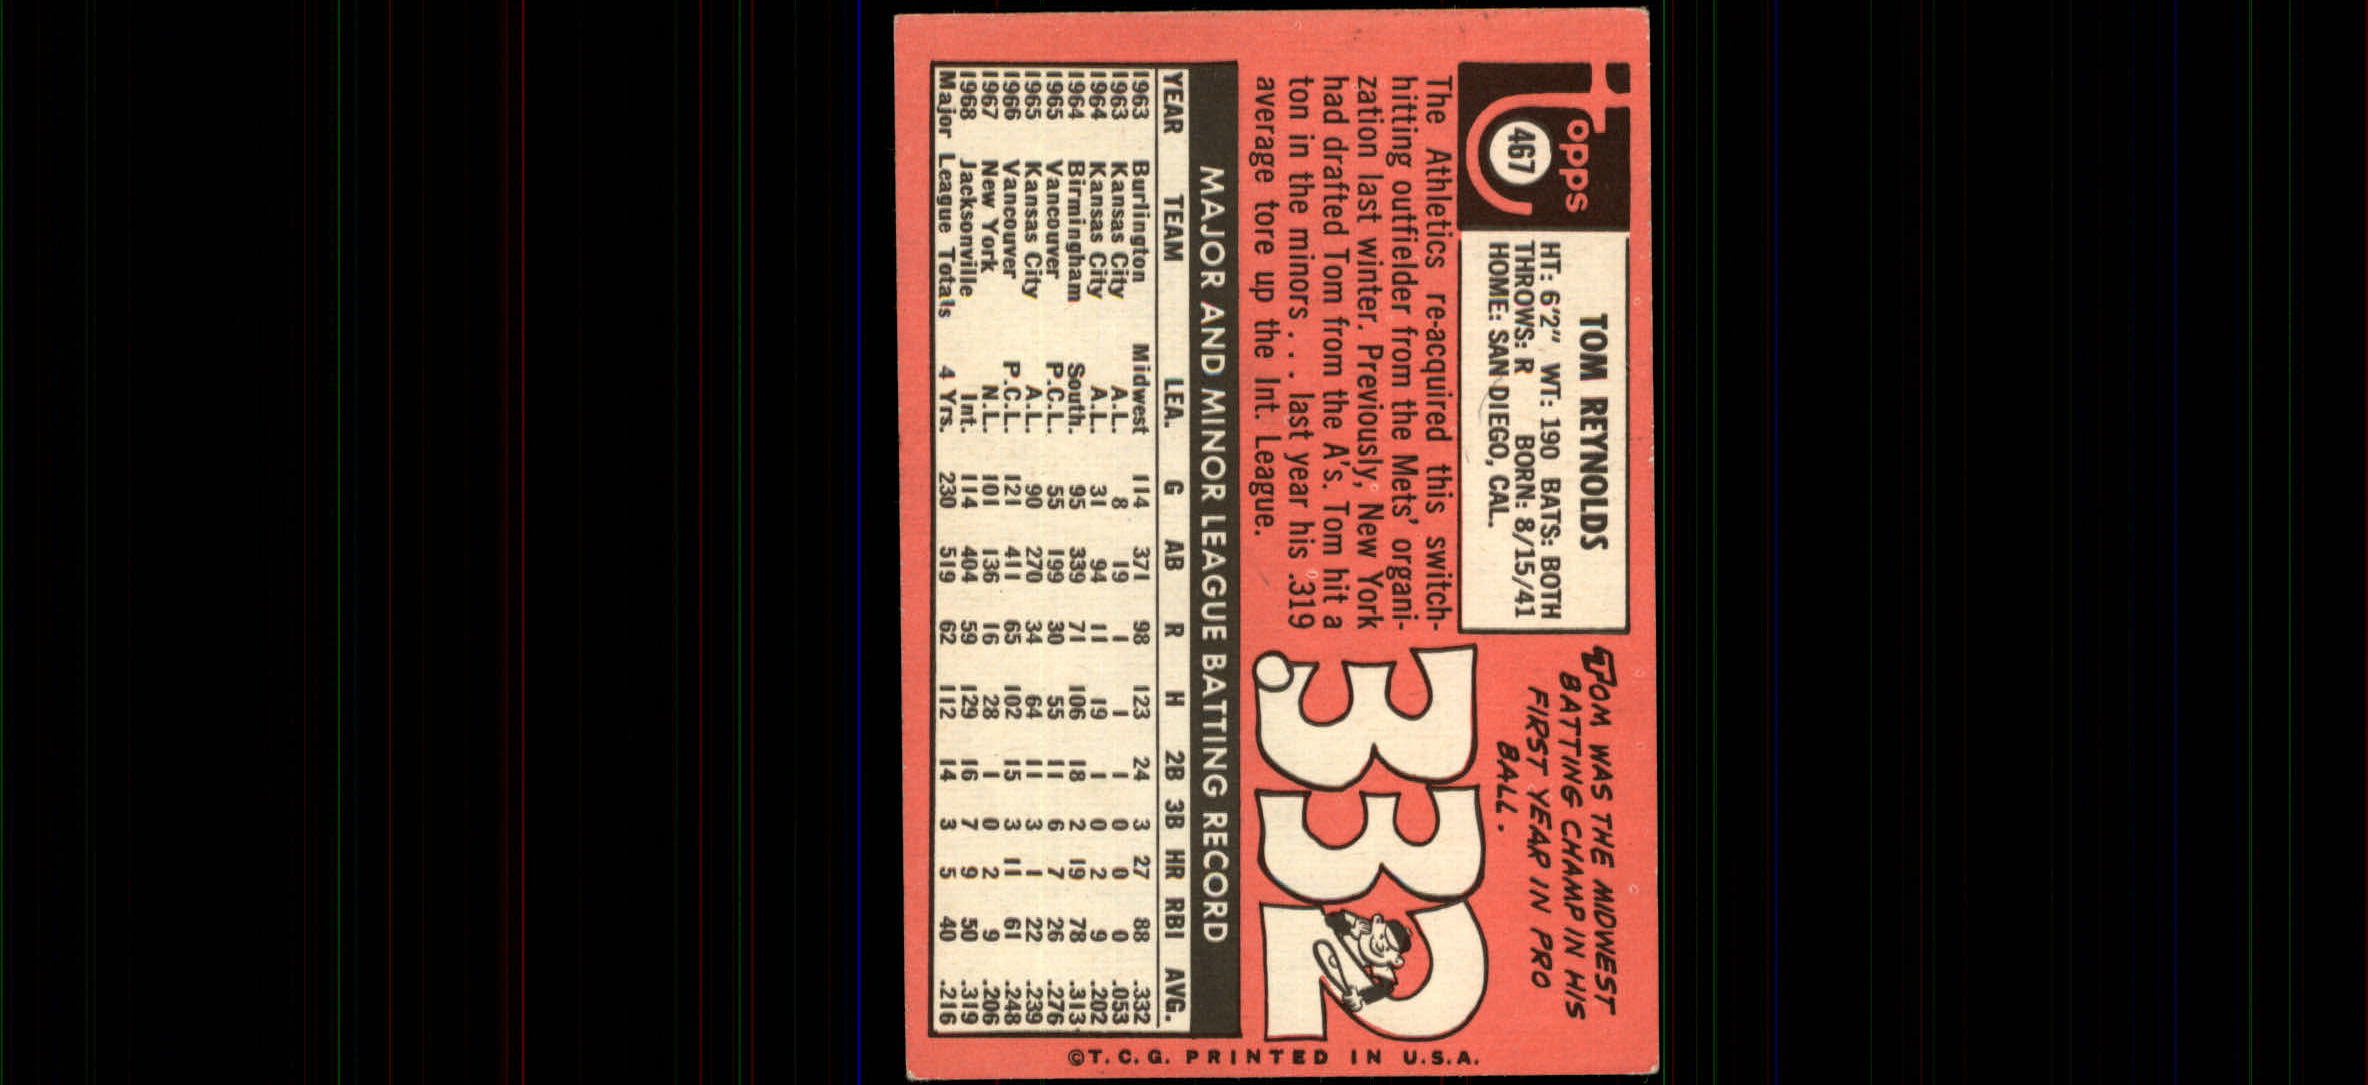 Topps
467
TOM REYNOLDS
HT: 6'2" WT: 190 BATS: BOTH
THROWS: R BORN: 8/15/41
HOME: SAN DIEGO, CAL.
The Athletics re-acquired this switch-
hitting outfielder from the Mets' organi-
zation last winter. Previously, New York
had drafted Tom from the A's. Tom hit a
ton in the minors . . . last year his .319
average tore up the Int. League.
TOM WAS THE MIDWEST
BATTING CHAMP IN HIS
FIRST YEAR IN PRO
BALL.
.332
MAJOR AND MINOR LEAGUE BATTING RECORD
YEAR TEAM LEA. G AB R H 2B 3B HR RBI AVG.
1963 Burlington Midwest 114 371 98 123 24 3 27 88 .332
1963 Kansas City A.L. 8 19 1 1 1 0 0 0 .053
1964 Kansas City A.L. 31 94 11 19 1 0 2 9 .202
1964 Birmingham South. 95 339 71 106 18 2 19 78 .313
1965 Vancouver P.C.L. 55 199 30 55 11 6 7 26 .276
1965 Kansas City A.L. 90 270 34 64 11 3 1 22 .239
1966 Vancouver P.C.L. 121 411 65 102 15 3 11 61 .248
1967 New York N.L. 101 136 16 28 1 0 2 9 .206
1968 Jacksonville Int. 114 404 59 129 16 7 9 50 .319
Major League Totals 4 Yrs. 230 519 62 112 14 3 5 40 .216
©T.C.G. PRINTED IN U.S.A.